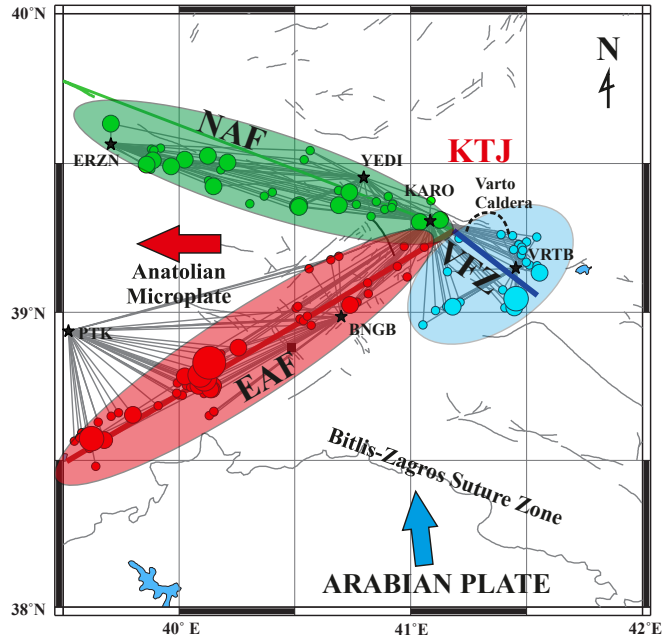 40°N
N
NAF
KTJ
ERZN
YEDI
KARO
Varto
Caldera
VRTB
VFZ
Anatolian
Microplate
39°N
PTK
BNGB
EAF
Bitlis-Zagros Suture Zone
ARABIAN PLATE
38°N
40° E
41°E
42°E